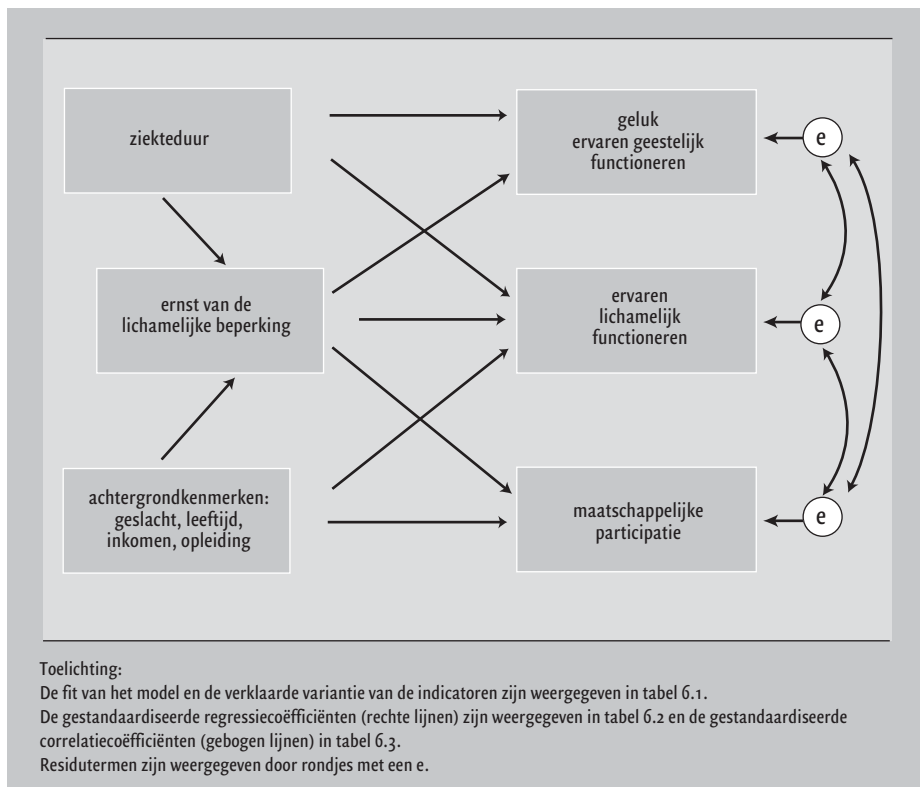 ziekteduur
geluk
ervaren geestelijk
functioneren
e
ernst van de
lichamelijke beperking
ervaren
lichamelijk
functioneren
e
achtergrondkenmerken:
geslacht, leeftijd,
inkomen, opleiding
maatschappelijke
participatie
e
Toelichting:
De fit van het model en de verklaarde variantie van de indicatoren zijn weergegeven in tabel 6.1.
De gestandaardiseerde regressiecoëfficiënten (rechte lijnen) zijn weergegeven in tabel 6.2 en de gestandaardiseerde
correlatiecoëfficiënten (gebogen lijnen) in tabel 6.3.
Residutermen zijn weergegeven door rondjes met een e.